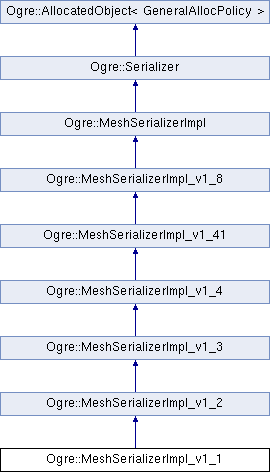 Ogre::AllocatedObject< GeneralAllocPolicy >
Ogre::Serializer
Ogre::MeshSerializerImpl
Ogre::MeshSerializerImpl_v1_8
Ogre::MeshSerializerImpl_v1_41
Ogre::MeshSerializerImpl_v1_4
Ogre::MeshSerializerImpl_v1_3
Ogre::MeshSerializerImpl_v1_2
Ogre::MeshSerializerImpl_v1_1